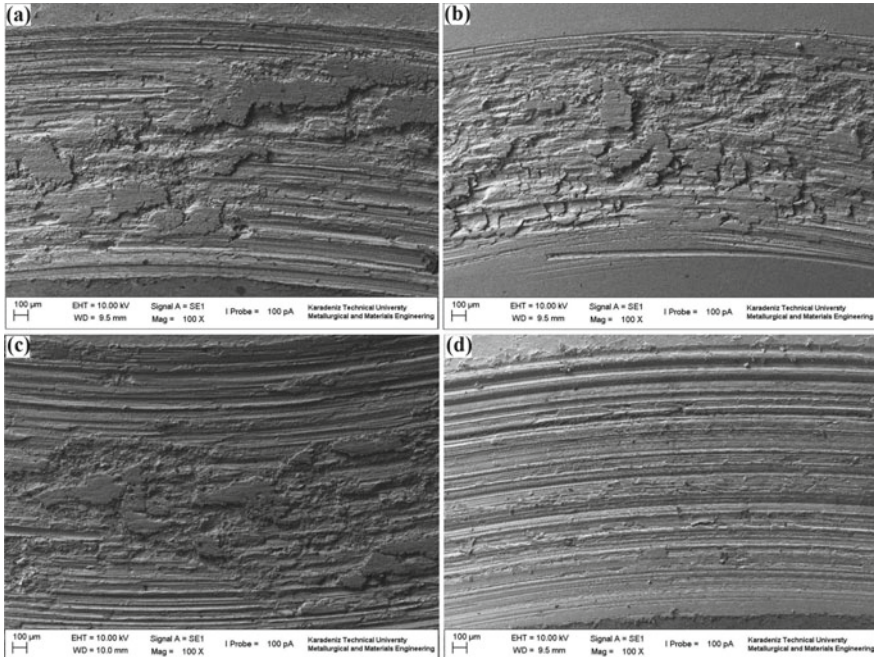 (a)
100 µm EHT = 10.00 kV Signal A = SE1 I Probe = 100 pA Karadeniz Technical University
WD = 9.5 mm Mag = 100 X Metallurgical and Materials Engineering
(b)
100 µm EHT = 10.00 kV Signal A = SE1 I Probe = 100 pA Karadeniz Technical University
WD = 9.5 mm Mag = 100 X Metallurgical and Materials Engineering
(c)
100 µm EHT = 10.00 kV Signal A = SE1 I Probe = 100 pA Karadeniz Technical University
WD = 10.0 mm Mag = 100 X Metallurgical and Materials Engineering
(d)
100 µm EHT = 10.00 kV Signal A = SE1 I Probe = 100 pA Karadeniz Technical University
WD = 9.5 mm Mag = 100 X Metallurgical and Materials Engineering